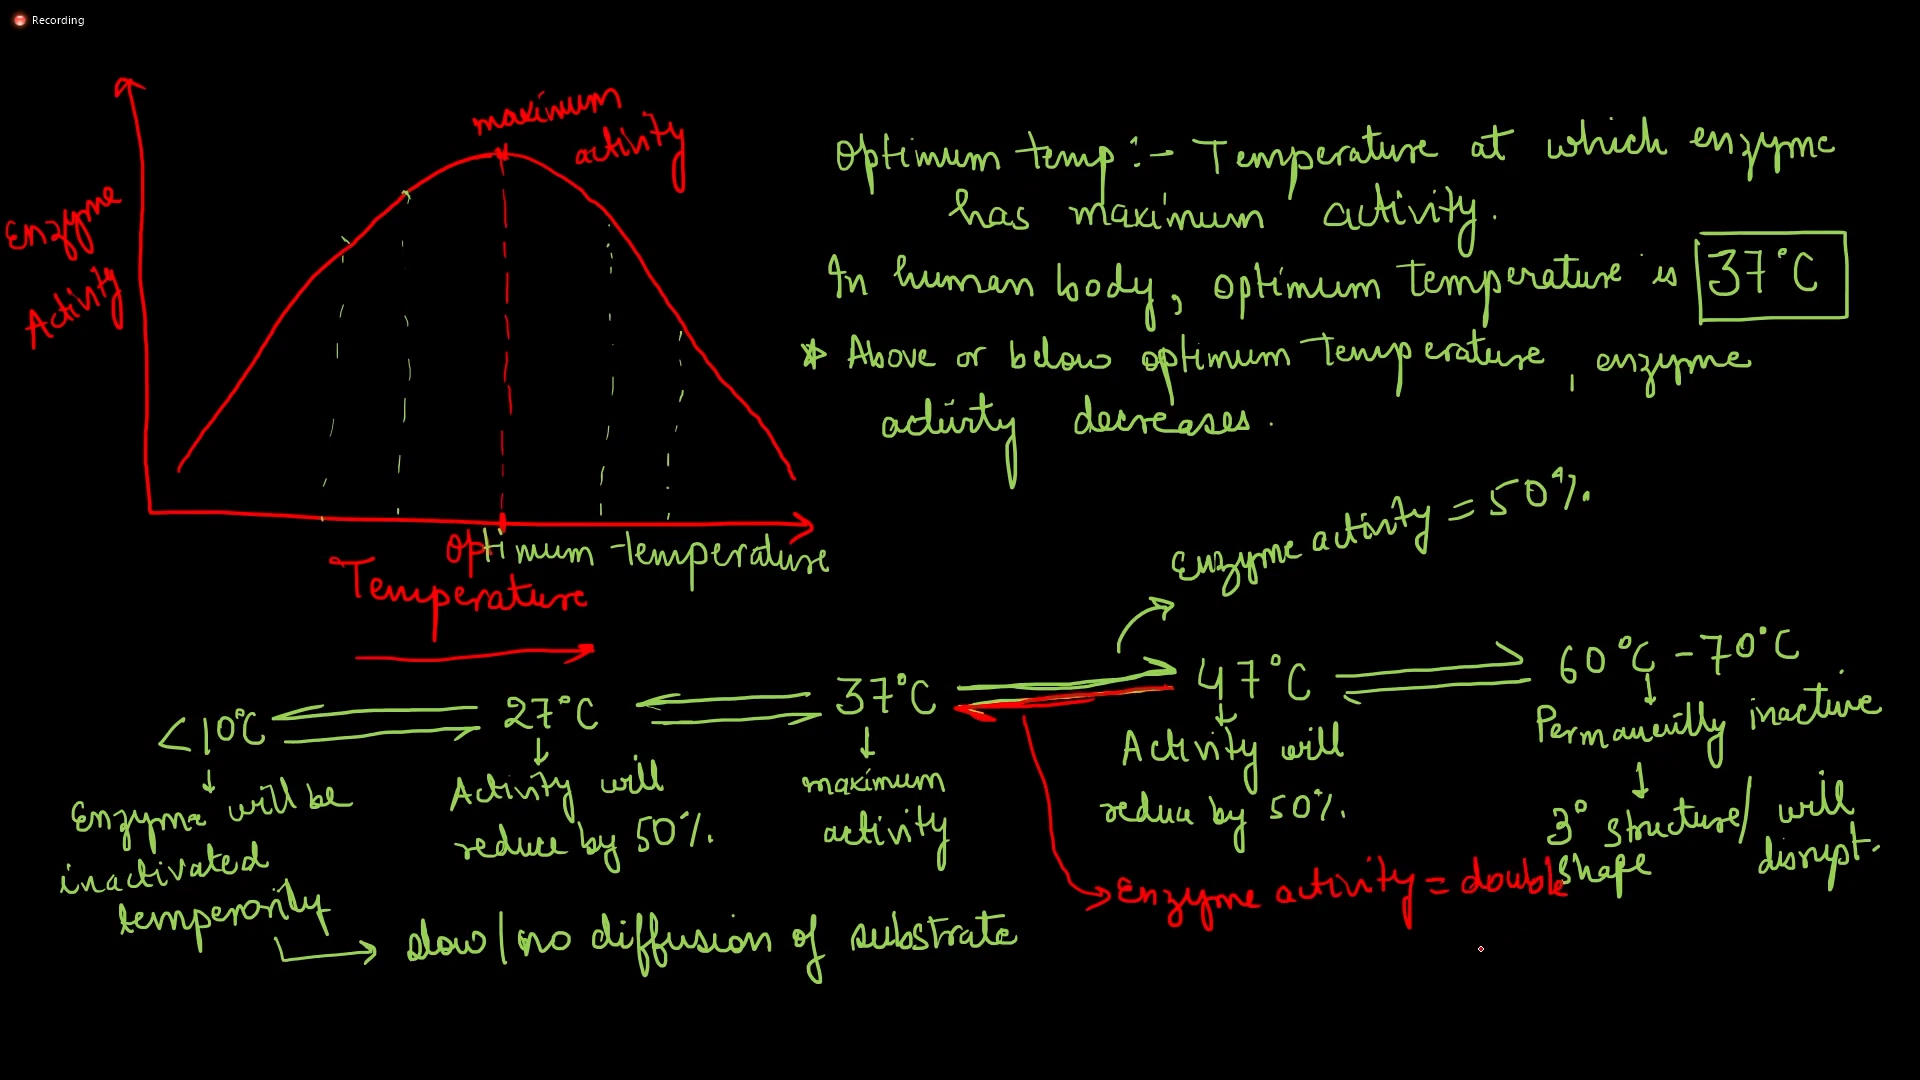 Recording
maximum
activity
Enzyme
Activity
Optimum temperature
Temperature
Optimum temp :- Temperature at which enzyme
has maximum activity.
In human body, optimum temperature is 37°C
* Above or below optimum temperature, enzyme
activity decreases.
Enzyme activity = 50%.
<10°C
27°C
37°C
47°C
60°C - 70°C
Enzyme will be
inactivated
temporarily
slow/no diffusion of substrate
Activity will
reduce by 50%.
maximum
activity
Activity will
reduce by 50%.
Enzyme activity = double
Permanently inactive
3° structure/ will
shape disrupt.